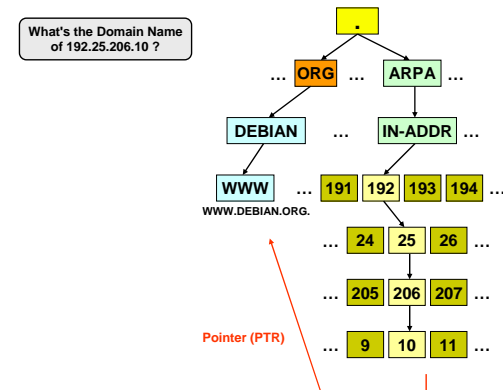 What's the Domain Name
of 192.25.206.10 ?
.
... ORG ... ARPA ...
DEBIAN ... IN-ADDR ...
WWW ... 191 192 193 194 ...
WWW.DEBIAN.ORG.
... 24 25 26 ...
... 205 206 207 ...
Pointer (PTR)
... 9 10 11 ...